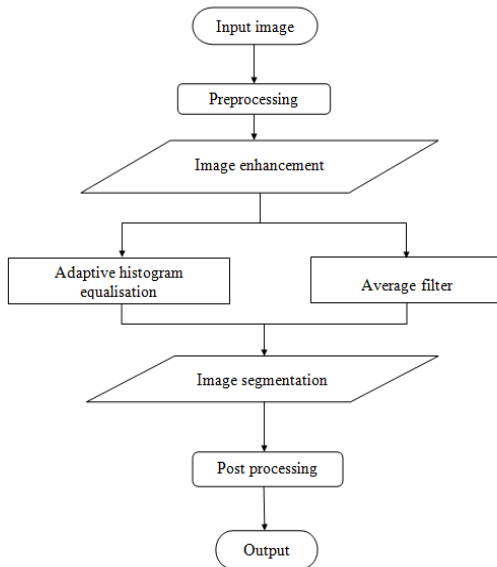 Input image
Preprocessing
Image enhancement
Adaptive histogram
equalisation
Average filter
Image segmentation
Post processing
Output